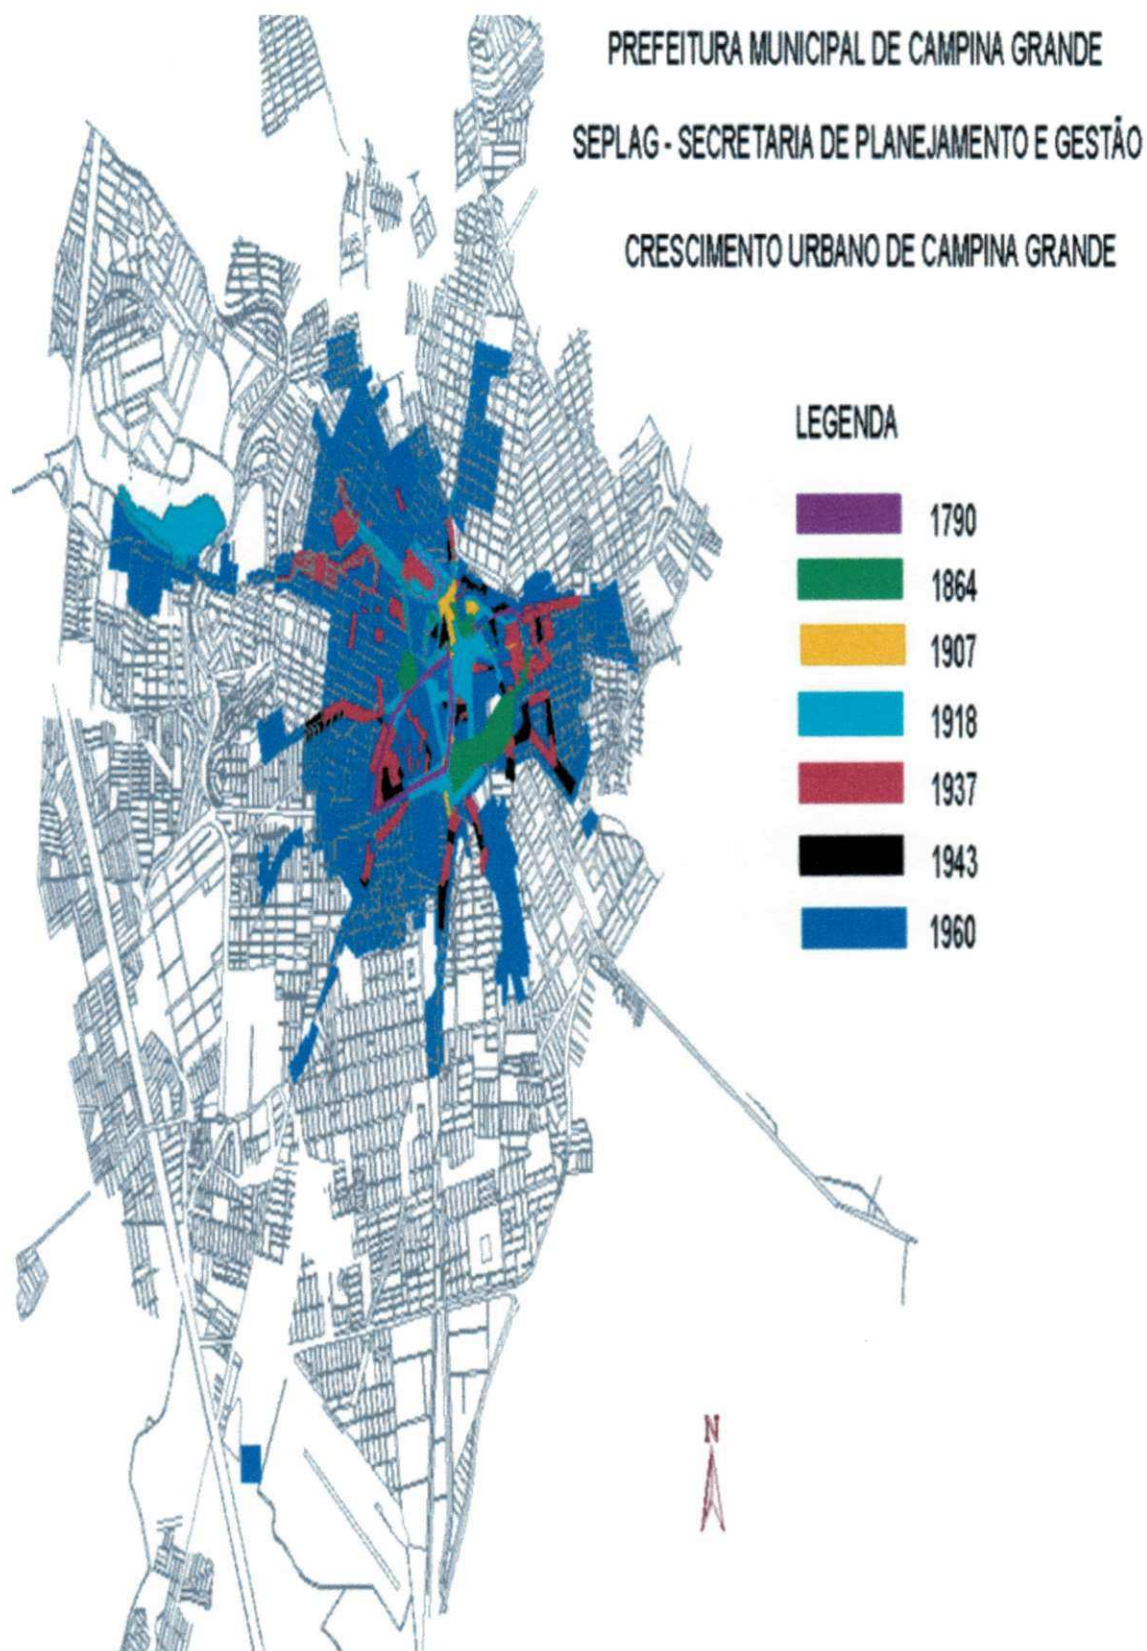 PREFEITURA MUNICIPAL DE CAMPINA GRANDE
SEPLAG - SECRETARIA DE PLANEJAMENTO E GESTÃO
CRESCIMENTO URBANO DE CAMPINA GRANDE
LEGENDA
1790
1864
1907
1918
1937
1943
1960
N